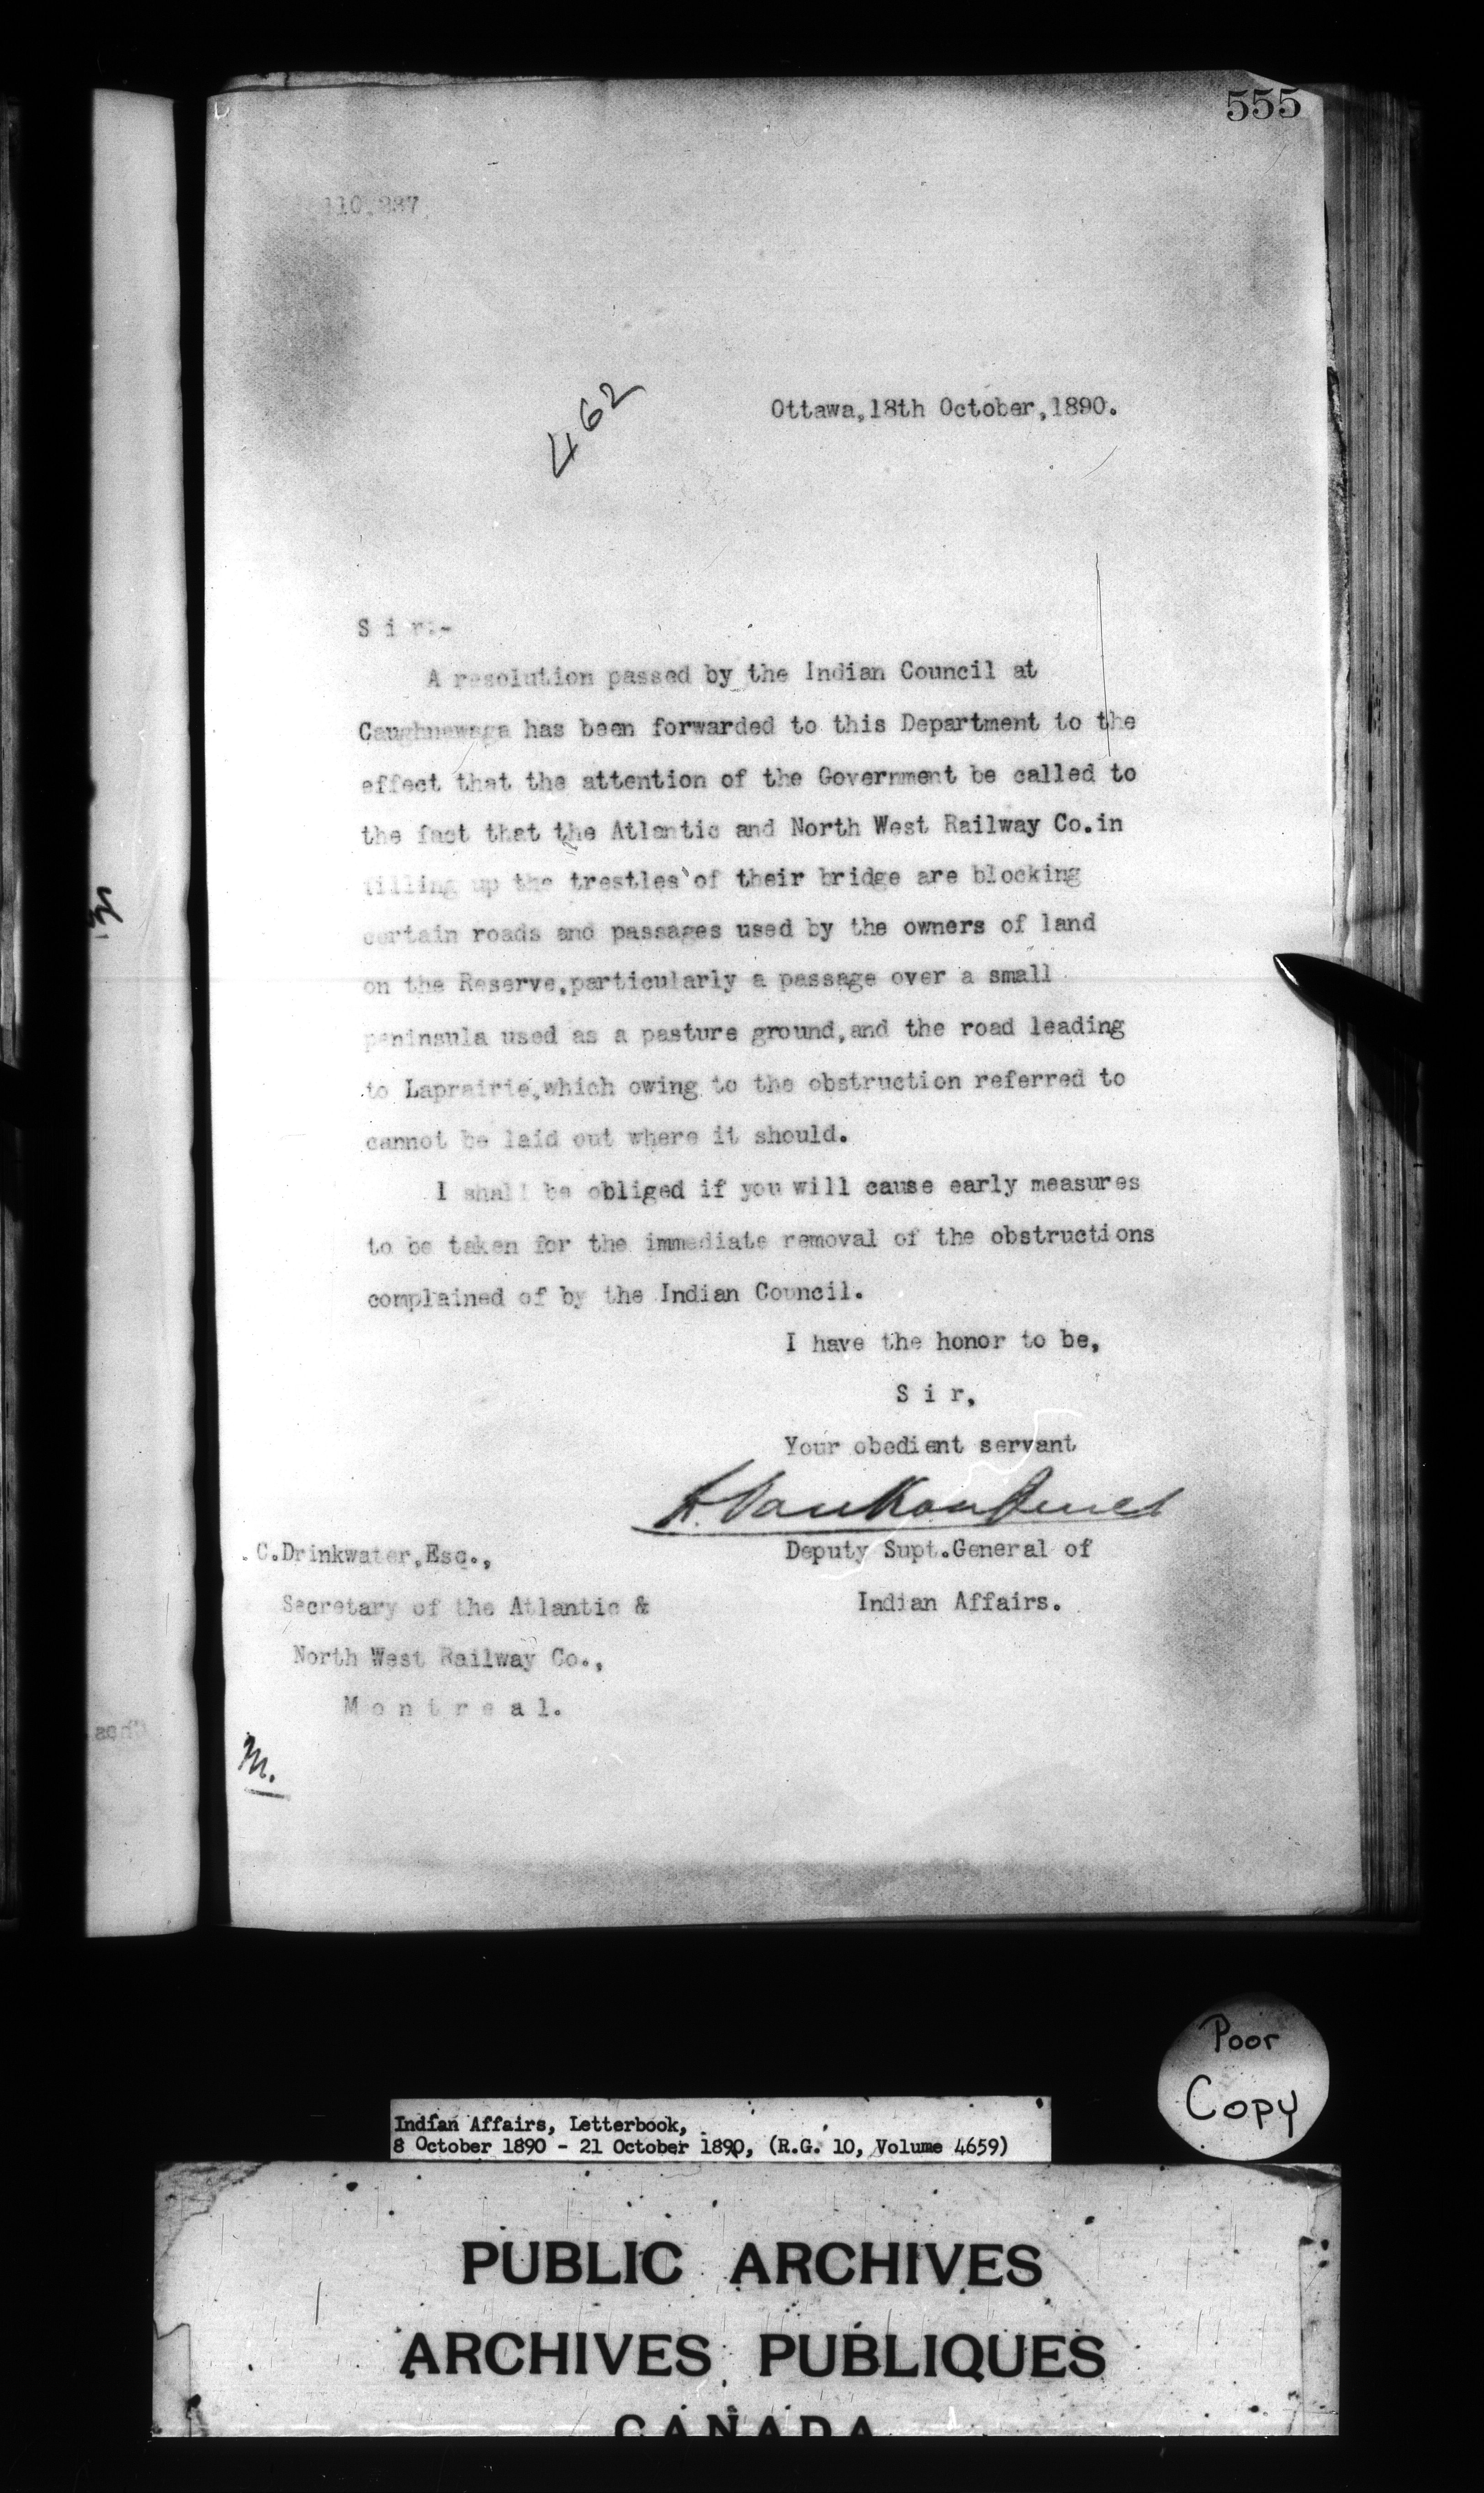 555
110,887
462
Ottawa,18th October,1890.
S i r:-
A resolution passed by the Indian Council at
Caughnawaga has been forwarded to this Department to the
effect that the attention of the Government be called to
the fact that the Atlantic and North West Railway Co.in
filling up the trestles of their bridge are blocking
certain roads and passages used by the owners of land
on the Reserve,particularly a passage over a small
peninsula used as a pasture ground,and the road leading
to Laprairie,which owing to the obstruction referred to
cannot be laid out where it should.
I shall be obliged if you will cause early measures
to be taken for the immediate removal of the obstructions
complained of by the Indian Council.
I have the honor to be,
S i r,
Your obedient servant
L. Vankoughnet
Deputy Supt.General of
Indian Affairs.
C.Drinkwater,Esq.,
Secretary of the Atlantic &
North West Railway Co.,
M o n t r e a l.
M.
Poor
Copy
Indian Affairs, Letterbook,
8 October 1890 - 21 October 1890, (R.G. 10, Volume 4659)
PUBLIC ARCHIVES
ARCHIVES PUBLIQUES
CANADA